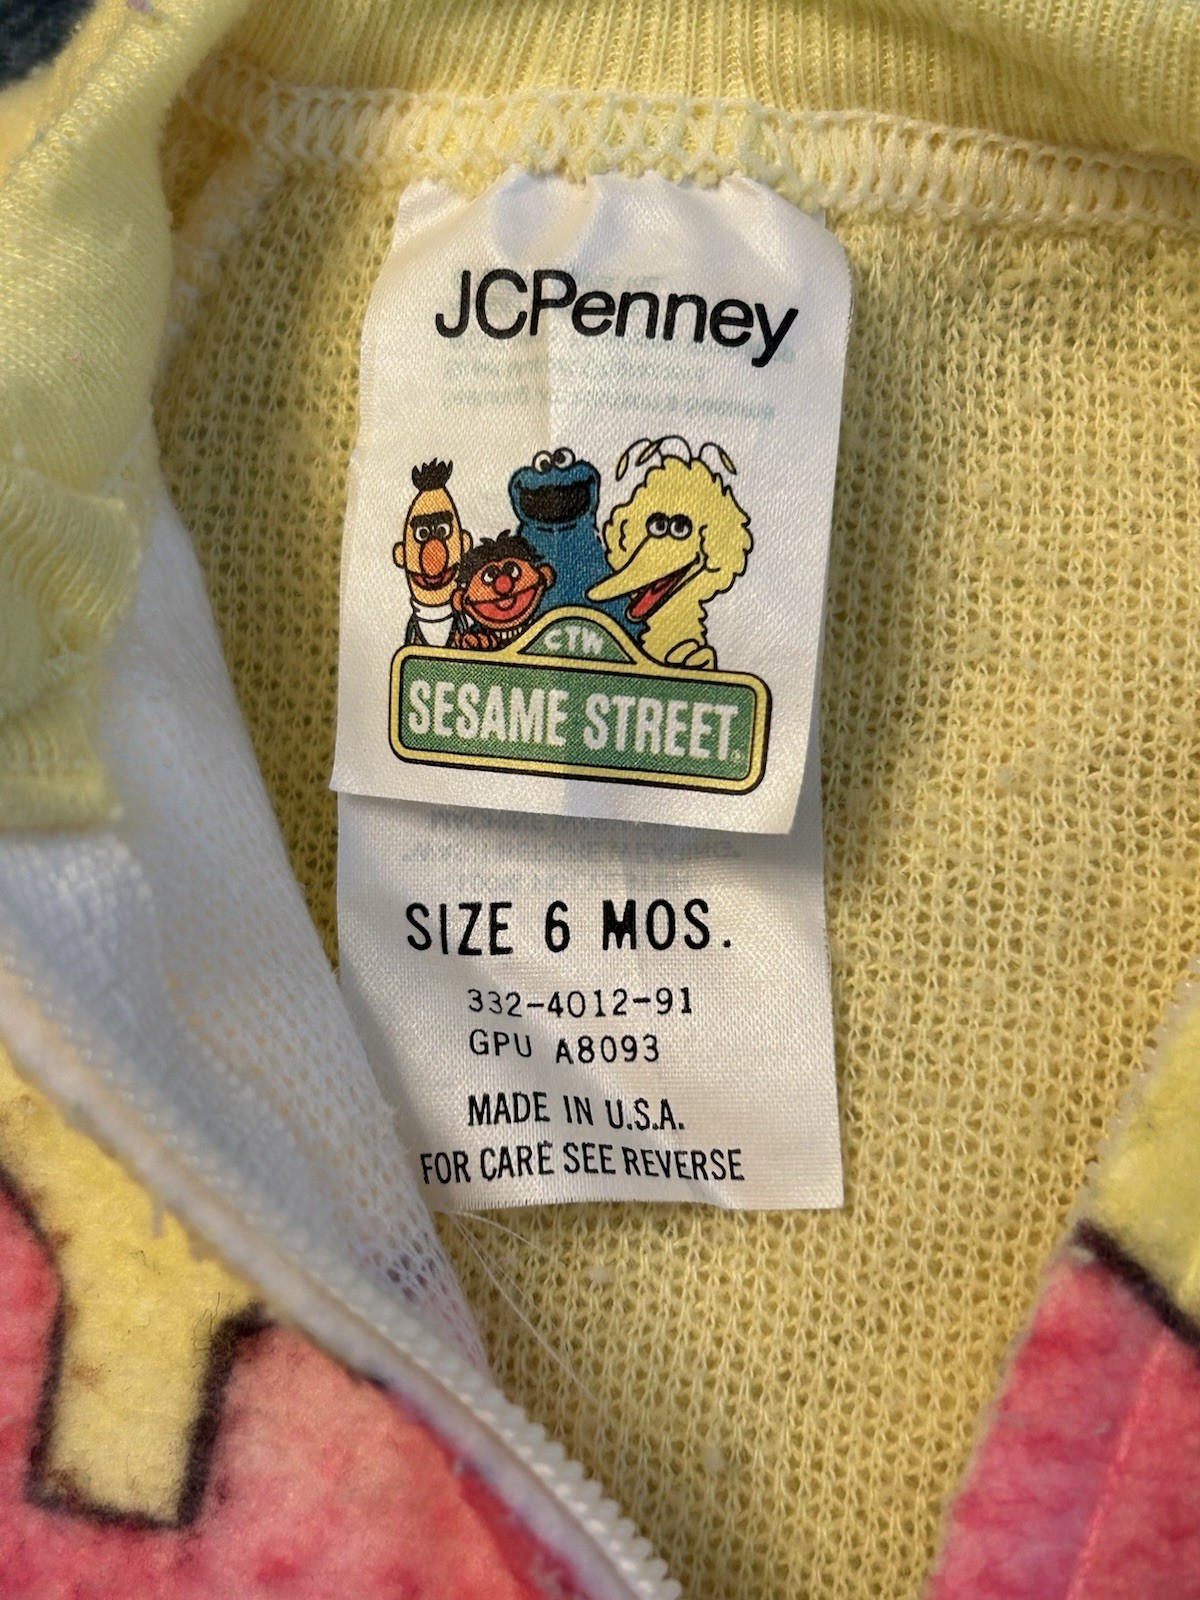 JCPenney
CTW
SESAME STREET
SIZE 6 MOS.
332-4012-91
GPU A8093
MADE IN U.S.A.
FOR CARE SEE REVERSE